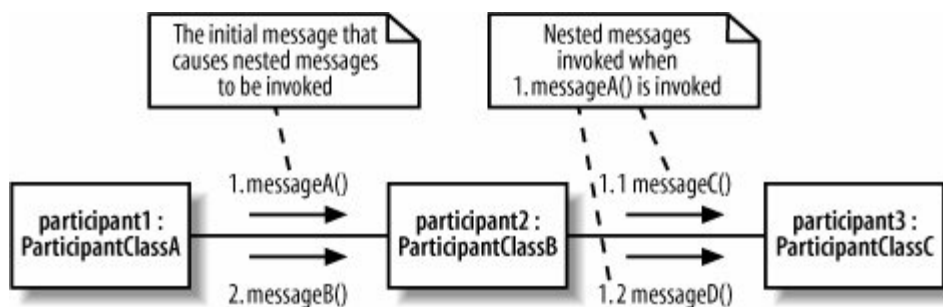 The initial message that
causes nested messages
to be invoked
Nested messages
invoked when
1. messageA() is invoked
1. messageA()
1.1 messageC()
participant1 :
ParticipantClassA
participant2 :
ParticipantClassB
participant3 :
ParticipantClassC
2. messageB()
1.2 messageD()